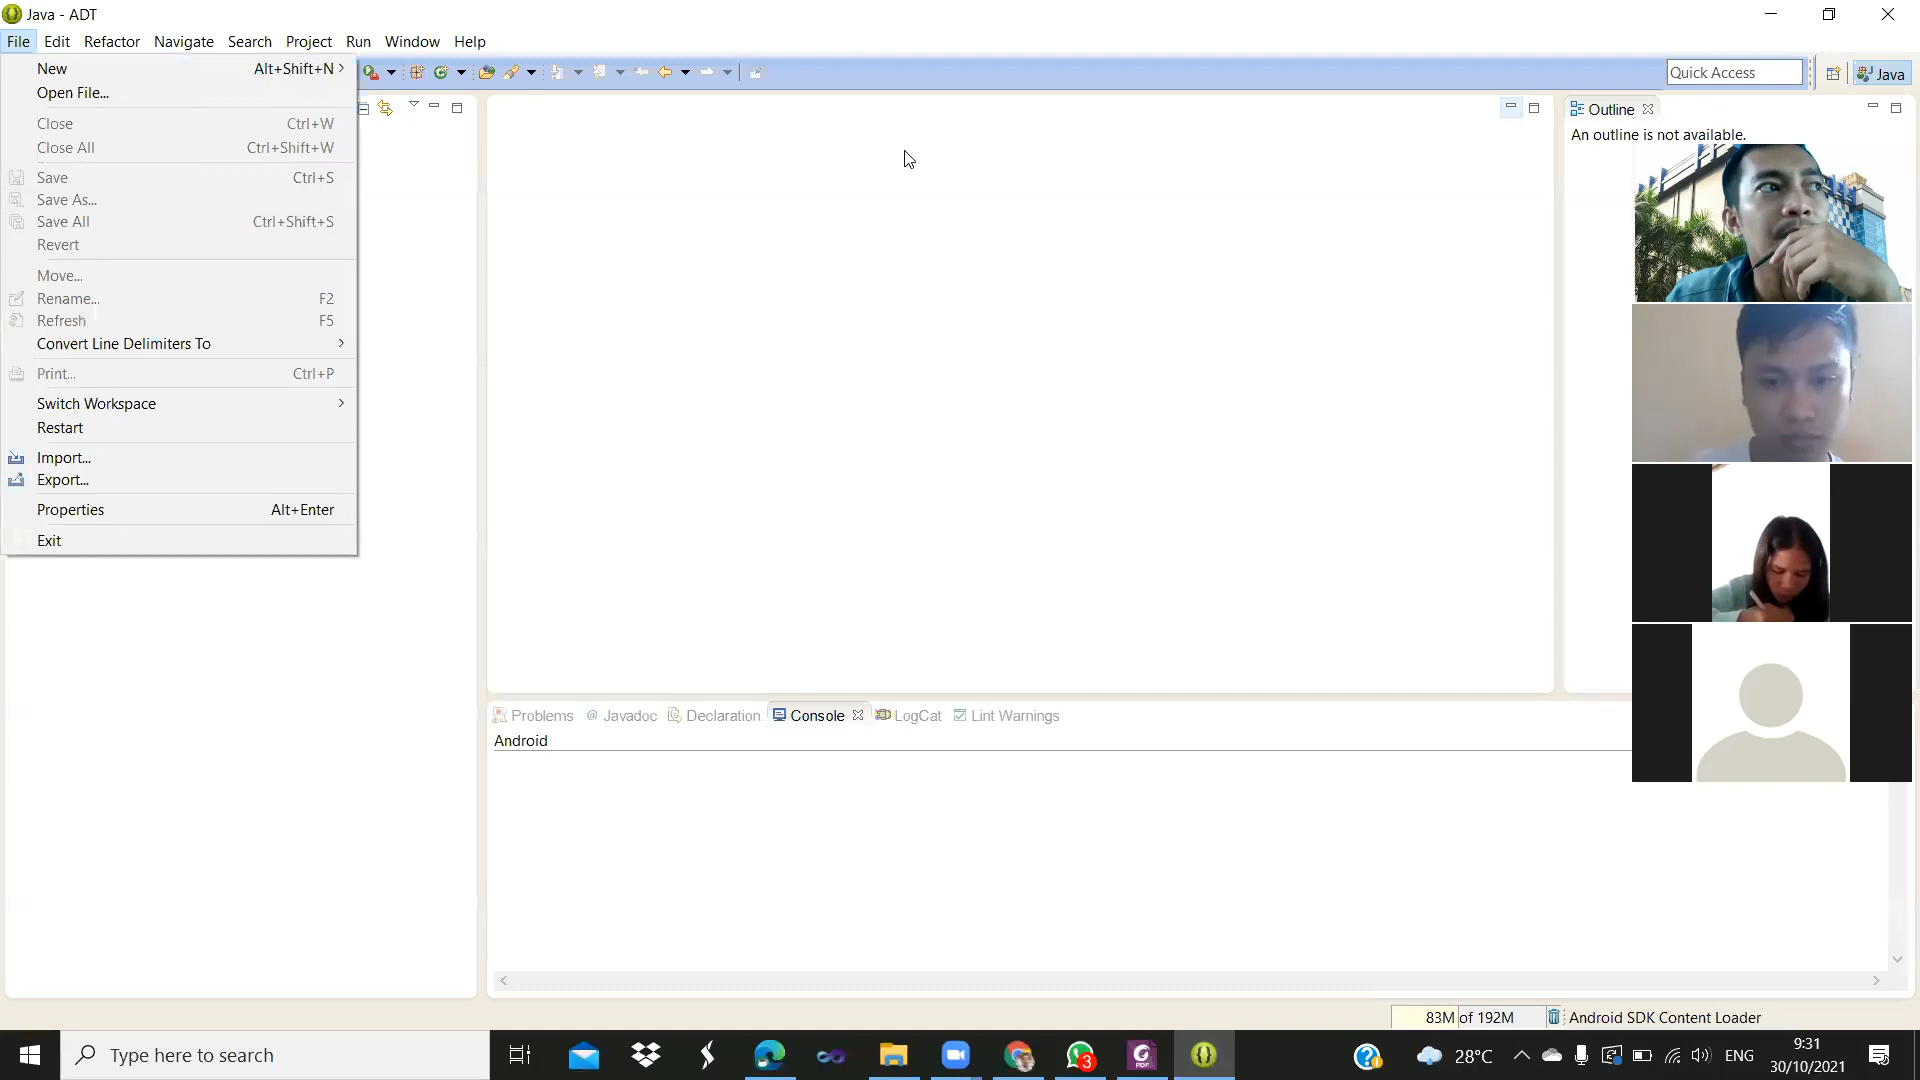 Java - ADT
File Edit Refactor Navigate Search Project Run Window Help
New Alt+Shift+N
Open File...
Close Ctrl+W
Close All Ctrl+Shift+W
Save Ctrl+S
Save As...
Save All Ctrl+Shift+S
Revert
Move...
Rename... F2
Refresh F5
Convert Line Delimiters To
Print... Ctrl+P
Switch Workspace
Restart
Import...
Export...
Properties Alt+Enter
Exit
Quick Access
Java
Outline
An outline is not available.
Problems @ Javadoc Declaration Console LogCat Lint Warnings
Android
83M of 192M Android SDK Content Loader
Type here to search
3
PDF
28°C
ENG
9:31
30/10/2021